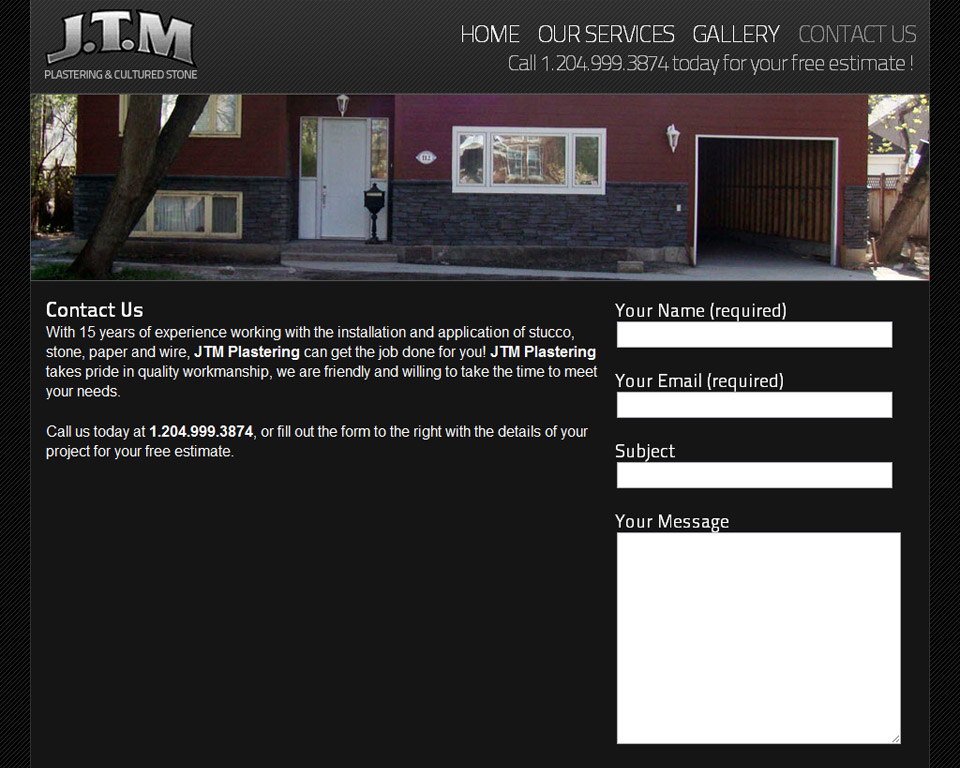 J.T.M
PLASTERING & CULTURED STONE
HOME OUR SERVICES GALLERY CONTACT US
Call 1.204.999.3874 today for your free estimate !
112
Contact Us
With 15 years of experience working with the installation and application of stucco,
stone, paper and wire, JTM Plastering can get the job done for you! JTM Plastering
takes pride in quality workmanship, we are friendly and willing to take the time to meet
your needs.
Call us today at 1.204.999.3874, or fill out the form to the right with the details of your
project for your free estimate.
Your Name (required)
Your Email (required)
Subject
Your Message